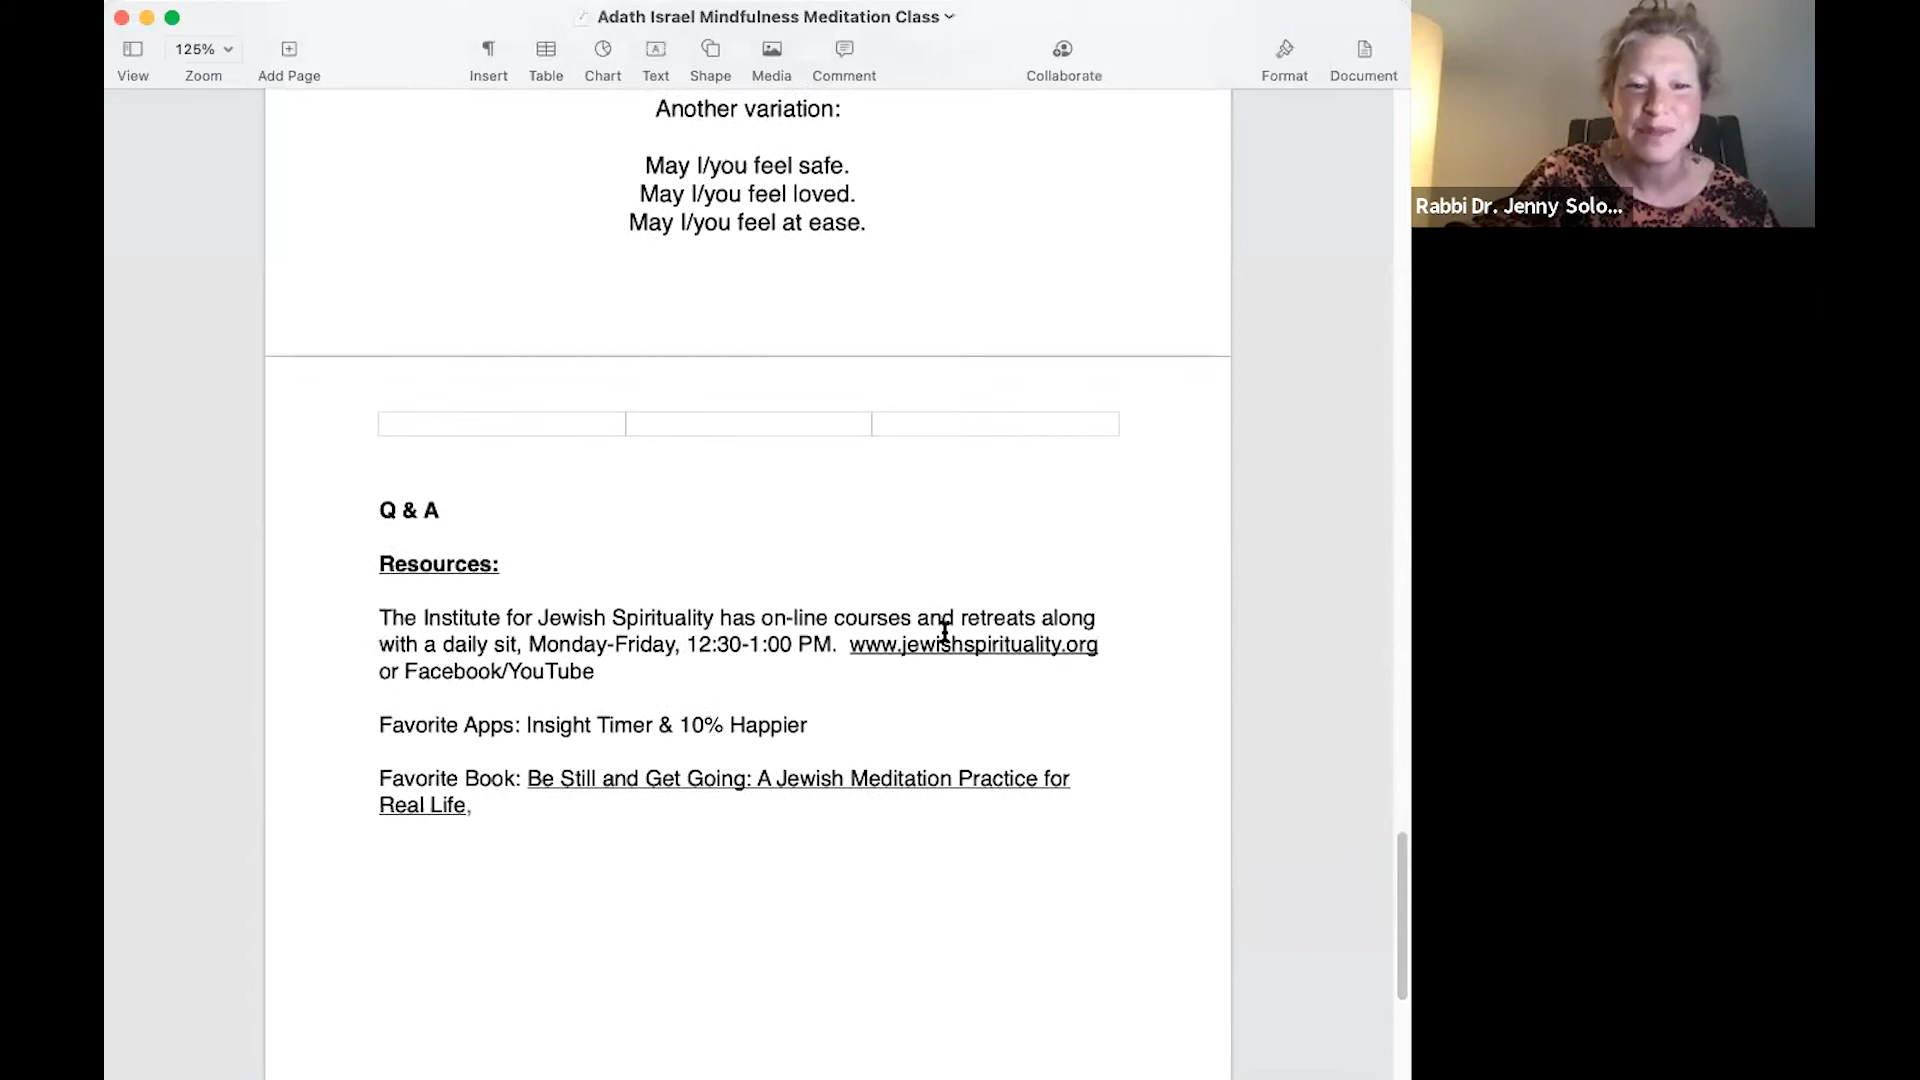 Adath Israel Mindfulness Meditation Class
125%
View
Zoom
Add Page
Insert
Table
Chart
Text
Shape
Media
Comment
Collaborate
Format
Document
Another variation:
May I/you feel safe.
May I/you feel loved.
May I/you feel at ease.
Q & A
Resources:
The Institute for Jewish Spirituality has on-line courses and retreats along
with a daily sit, Monday-Friday, 12:30-1:00 PM.  www.jewishspirituality.org
or Facebook/YouTube
Favorite Apps: Insight Timer & 10% Happier
Favorite Book: Be Still and Get Going: A Jewish Meditation Practice for
Real Life,
Rabbi Dr. Jenny Solo...